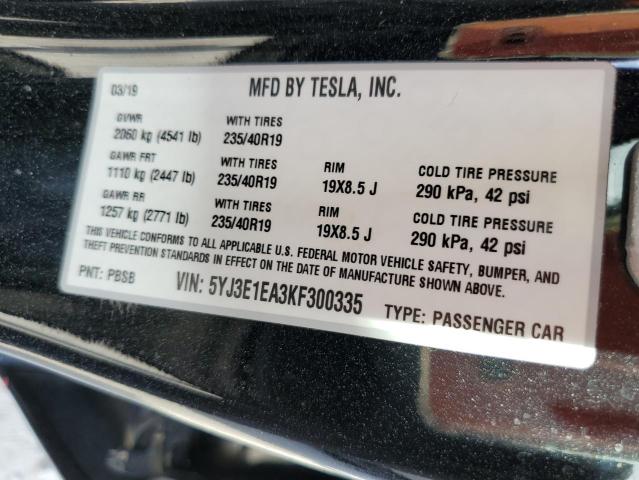 03/19 MFD BY TESLA, INC.
GVWR WITH TIRES
2060 kg (4541 lb) 235/40R19
GAWR FRT WITH TIRES RIM COLD TIRE PRESSURE
1110 kg (2447 lb) 235/40R19 19X8.5 J 290 kPa, 42 psi
GAWR RR WITH TIRES RIM COLD TIRE PRESSURE
1257 kg (2771 lb) 235/40R19 19X8.5 J 290 kPa, 42 psi
THIS VEHICLE CONFORMS TO ALL APPLICABLE U.S. FEDERAL MOTOR VEHICLE SAFETY, BUMPER, AND
THEFT PREVENTION STANDARDS IN EFFECT ON THE DATE OF MANUFACTURE SHOWN ABOVE.
PNT: PBSB VIN: 5YJ3E1EA3KF300335 TYPE: PASSENGER CAR